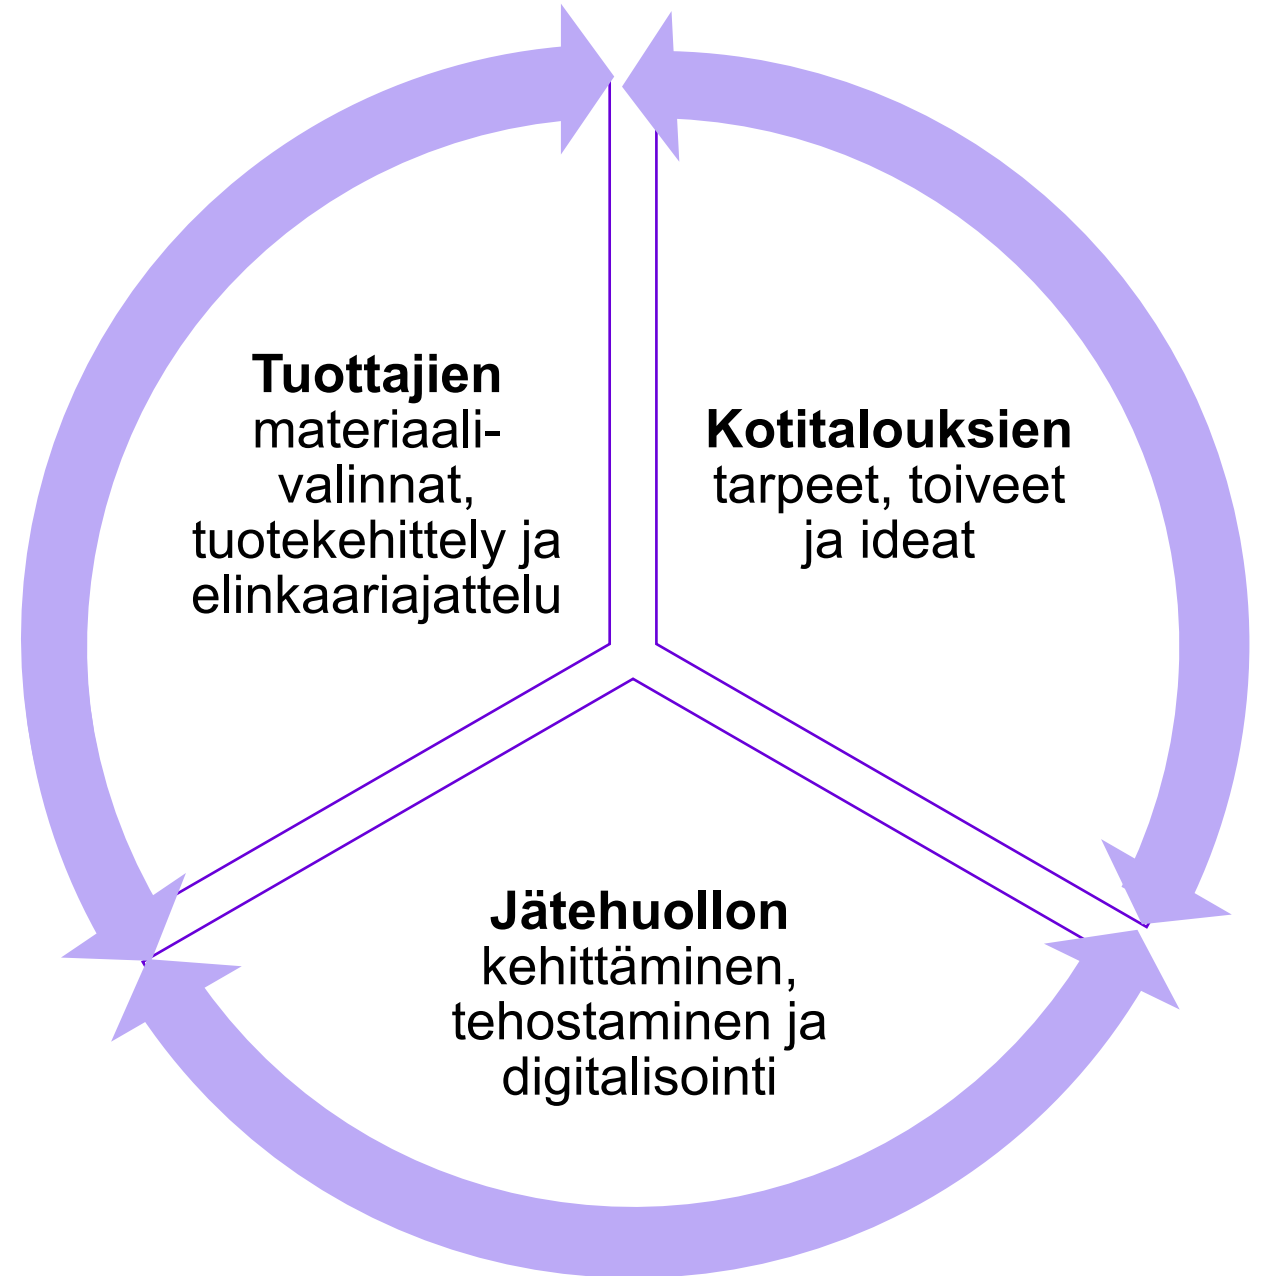 Tuottajien
materiaali-
valinnat,
tuotekehittely ja
elinkaariajattelu
Kotitalouksien
tarpeet, toiveet
ja ideat
Jätehuollon
kehittäminen,
tehostaminen ja
digitalisointi